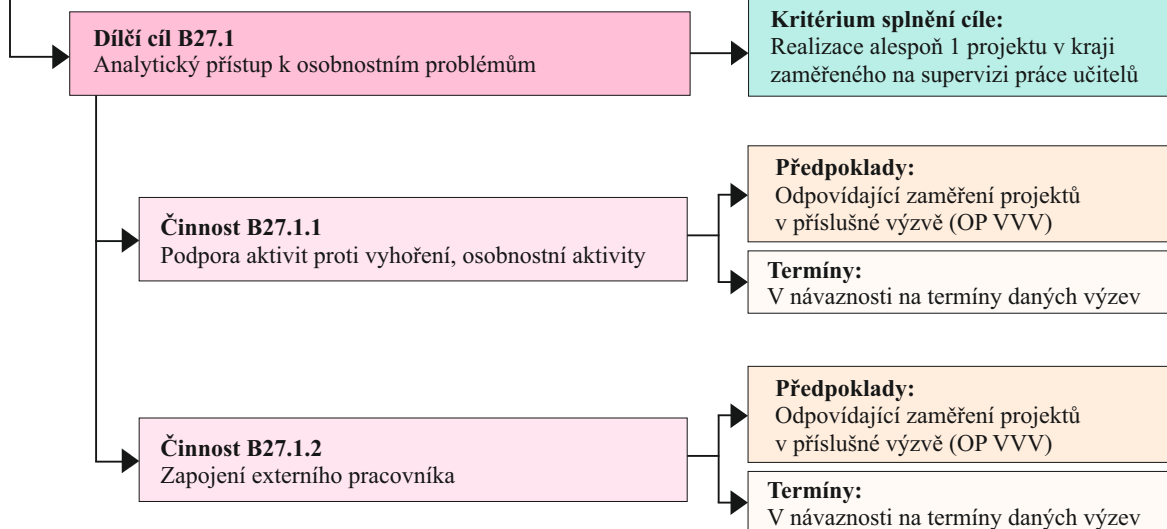 Dílčí cíl B27.1
Analytický přístup k osobnostním problémům
Kritérium splnění cíle:
Realizace alespoň 1 projektu v kraji
zaměřeného na supervizi práce učitelů
Činnost B27.1.1
Podpora aktivit proti vyhoření, osobnostní aktivity
Předpoklady:
Odpovídající zaměření projektů
v příslušné výzvě (OP VVV)
Termíny:
V návaznosti na termíny daných výzev
Činnost B27.1.2
Zapojení externího pracovníka
Předpoklady:
Odpovídající zaměření projektů
v příslušné výzvě (OP VVV)
Termíny:
V návaznosti na termíny daných výzev